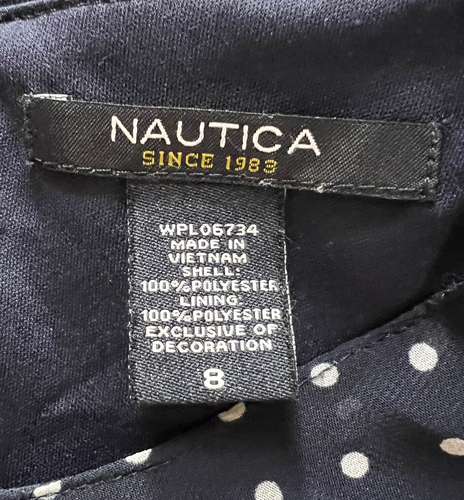 NAUTICA
SINCE 1983
WPL06734
MADE IN
VIETNAM
SHELL:
100%POLYESTER
LINING:
100%POLYESTER
EXCLUSIVE OF
DECORATION
8